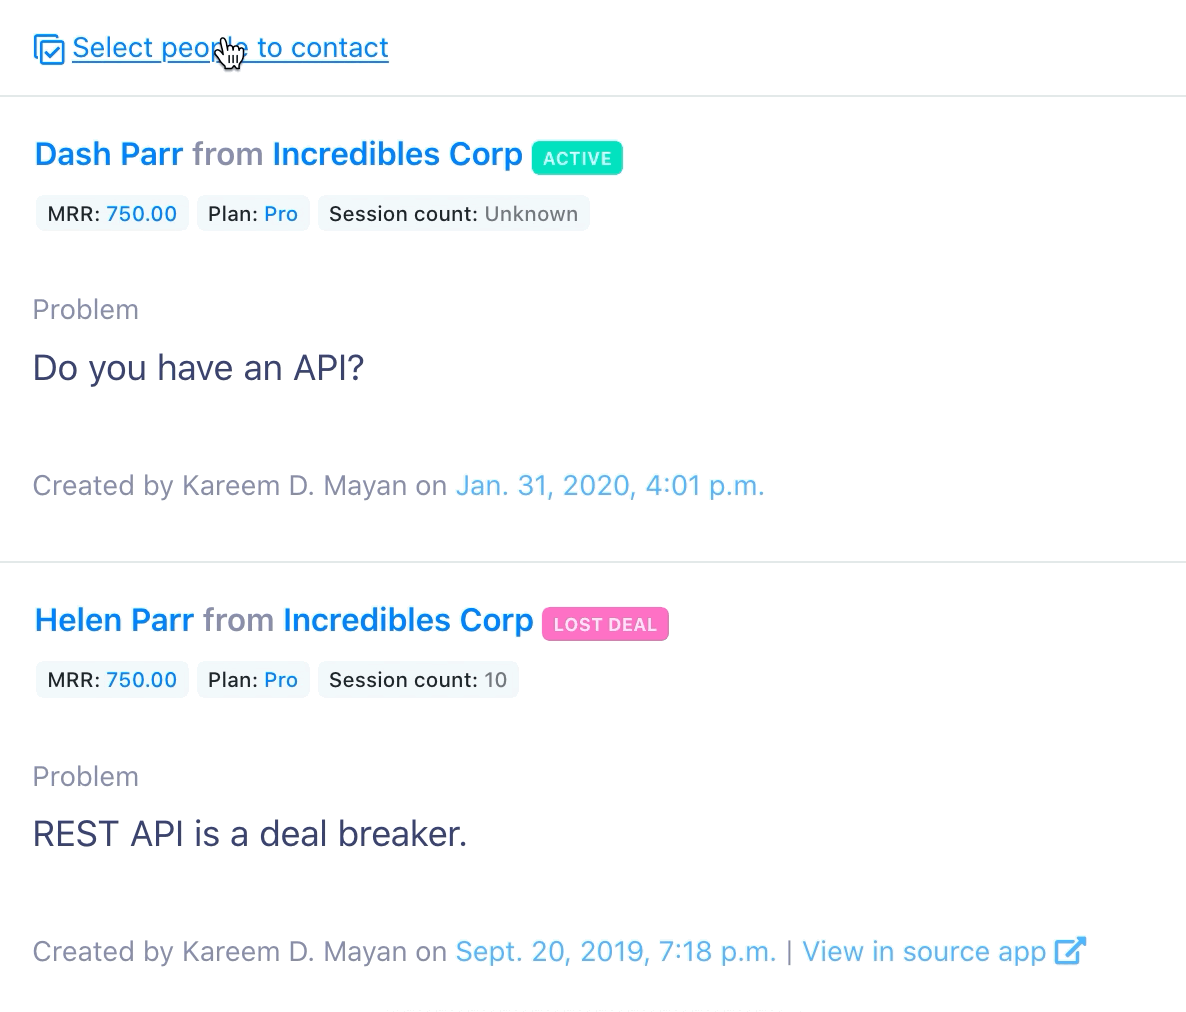 Select people to contact
Dash Parr from Incredibles Corp ACTIVE
MRR: 750.00 Plan: Pro Session count: Unknown
Problem
Do you have an API?
Created by Kareem D. Mayan on Jan. 31, 2020, 4:01 p.m.
Helen Parr from Incredibles Corp LOST DEAL
MRR: 750.00 Plan: Pro Session count: 10
Problem
REST API is a deal breaker.
Created by Kareem D. Mayan on Sept. 20, 2019, 7:18 p.m. | View in source app